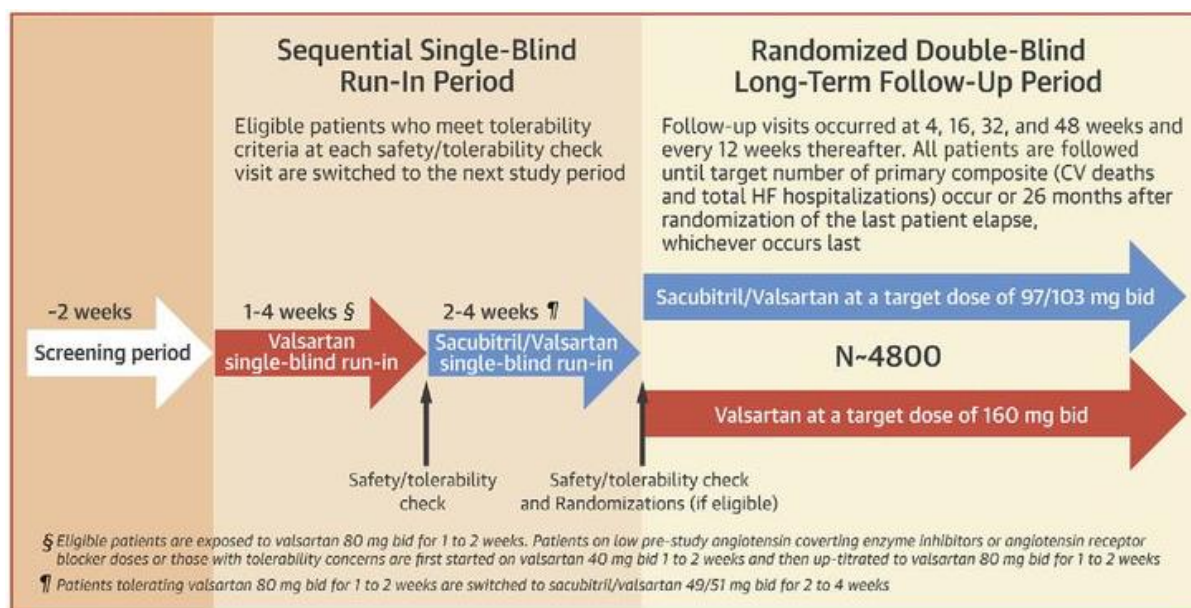 Sequential Single-Blind
Run-In Period
Eligible patients who meet tolerability
criteria at each safety/tolerability check
visit are switched to the next study period
Randomized Double-Blind
Long-Term Follow-Up Period
Follow-up visits occurred at 4, 16, 32, and 48 weeks and
every 12 weeks thereafter. All patients are followed
until target number of primary composite (CV deaths
and total HF hospitalizations) occur or 26 months after
randomization of the last patient elapse,
whichever occurs last
~2 weeks
Screening period
1-4 weeks §
Valsartan
single-blind run-in
2-4 weeks ¶
Sacubitril/Valsartan
single-blind run-in
Sacubitril/Valsartan at a target dose of 97/103 mg bid
N~4800
Valsartan at a target dose of 160 mg bid
Safety/tolerability
check
Safety/tolerability check
and Randomizations (if eligible)
§ Eligible patients are exposed to valsartan 80 mg bid for 1 to 2 weeks. Patients on low pre-study angiotensin coverting enzyme inhibitors or angiotensin receptor
blocker doses or those with tolerability concerns are first started on valsartan 40 mg bid 1 to 2 weeks and then up-titrated to valsartan 80 mg bid for 1 to 2 weeks
¶ Patients tolerating valsartan 80 mg bid for 1 to 2 weeks are switched to sacubitril/valsartan 49/51 mg bid for 2 to 4 weeks